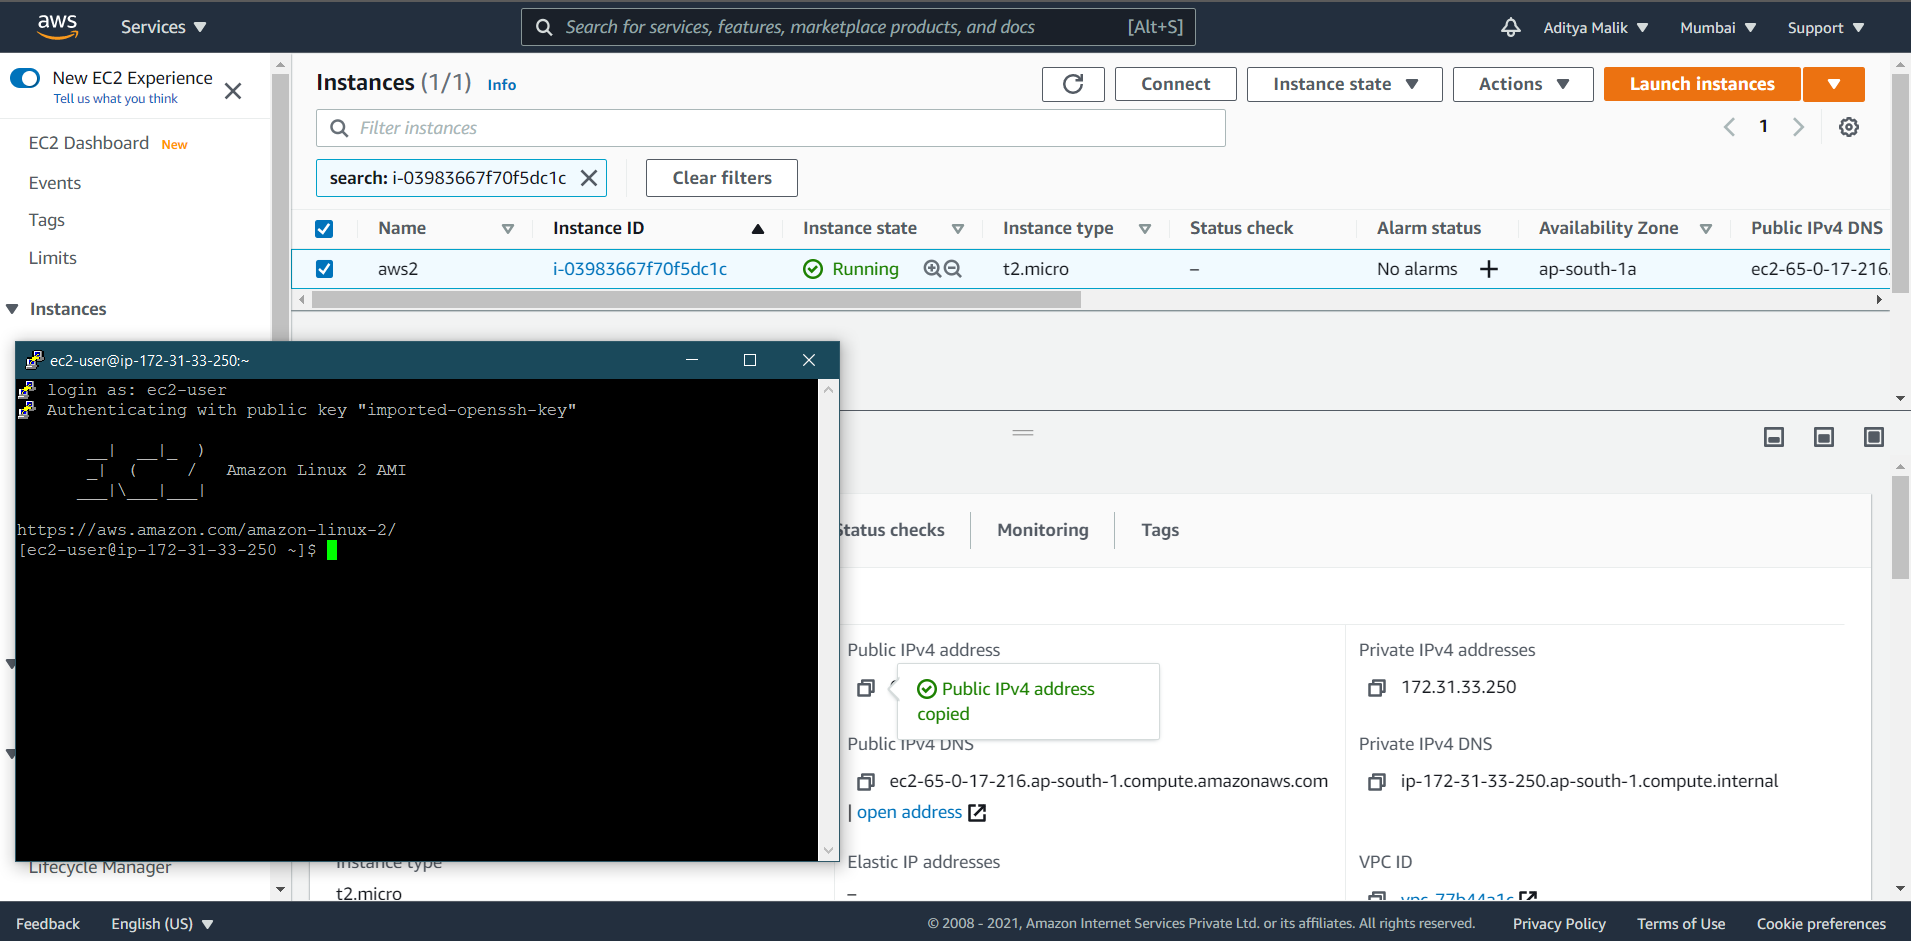 aws
Services
Search for services, features, marketplace products, and docs [Alt+S]
Aditya Malik
Mumbai
Support
New EC2 Experience
Tell us what you think
EC2 Dashboard New
Events
Tags
Limits
Instances
Lifecycle Manager
Instances (1/1) Info
Connect
Instance state
Actions
Launch instances
Filter instances
1
search: i-03983667f70f5dc1c
Clear filters
Name Instance ID Instance state Instance type Status check Alarm status Availability Zone Public IPv4 DNS
aws2 i-03983667f70f5dc1c Running t2.micro – No alarms + ap-south-1a ec2-65-0-17-216.
ec2-user@ip-172-31-33-250:~
login as: ec2-user
Authenticating with public key "imported-openssh-key"
       __|  __|_  )
       _|  (     /   Amazon Linux 2 AMI
      ___|\___|___|
https://aws.amazon.com/amazon-linux-2/
[ec2-user@ip-172-31-33-250 ~]$
Status checks
Monitoring
Tags
Public IPv4 address
Public IPv4 address
copied
Private IPv4 addresses
172.31.33.250
Public IPv4 DNS
ec2-65-0-17-216.ap-south-1.compute.amazonaws.com
| open address
Private IPv4 DNS
ip-172-31-33-250.ap-south-1.compute.internal
Instance type
t2.micro
Elastic IP addresses
–
VPC ID
vpc-77b44a1c
Feedback
English (US)
© 2008 - 2021, Amazon Internet Services Private Ltd. or its affiliates. All rights reserved.
Privacy Policy
Terms of Use
Cookie preferences